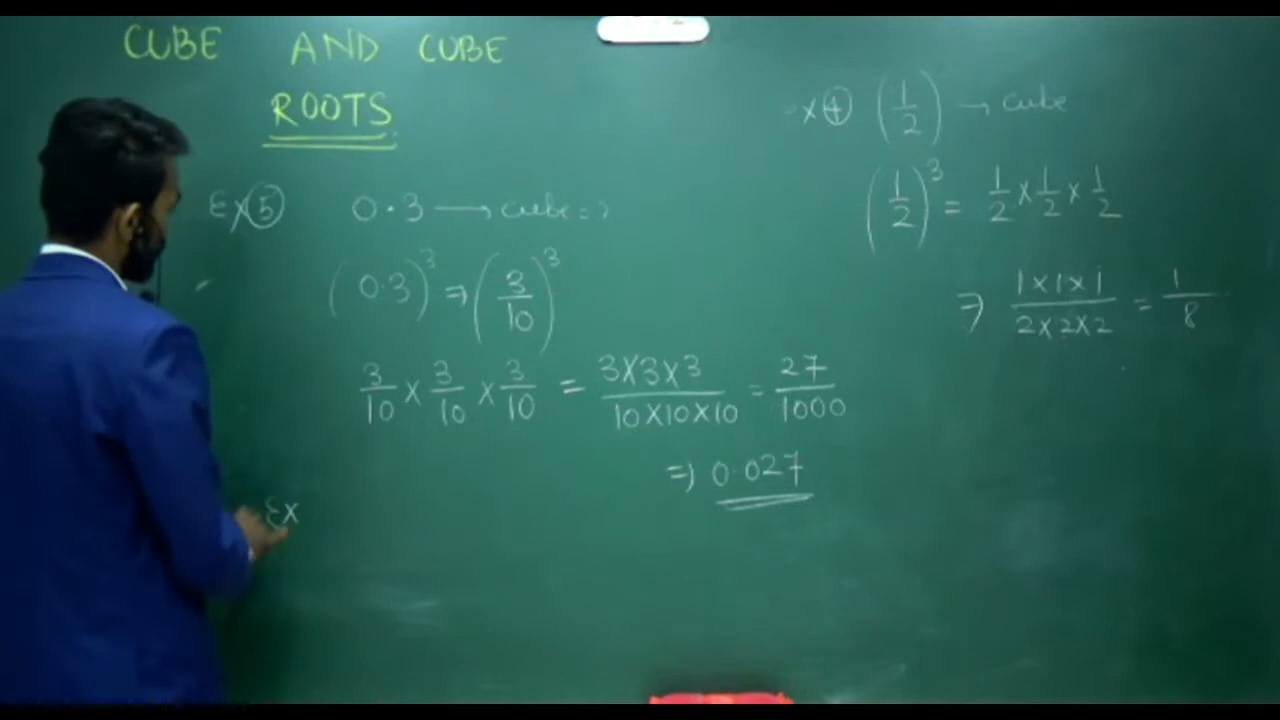 CUBE AND CUBE
ROOTS
Ex ⑤ 0.3 → cube = ?
(0.3)³ ⇒ (3/10)³
3/10 × 3/10 × 3/10 = 3×3×3/10×10×10 = 27/1000
⇒ 0.027
Ex
x ④ (1/2) → cube
(1/2)³ = 1/2 × 1/2 × 1/2
⇒ 1×1×1/2×2×2 = 1/8